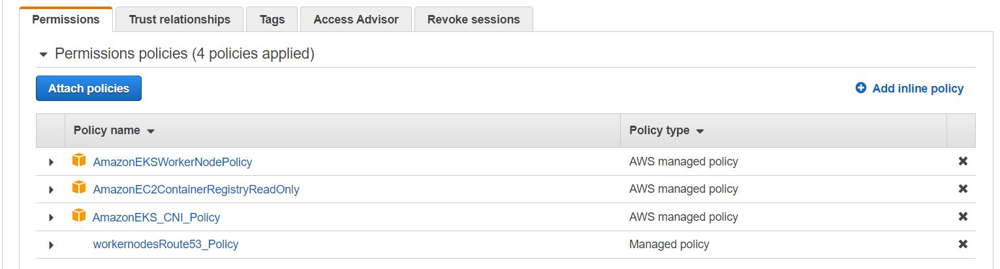 Permissions Trust relationships Tags Access Advisor Revoke sessions
Permissions policies (4 policies applied)
Attach policies Add inline policy
Policy name Policy type
AmazonEKSWorkerNodePolicy AWS managed policy
AmazonEC2ContainerRegistryReadOnly AWS managed policy
AmazonEKS_CNI_Policy AWS managed policy
workernodesRoute53_Policy Managed policy